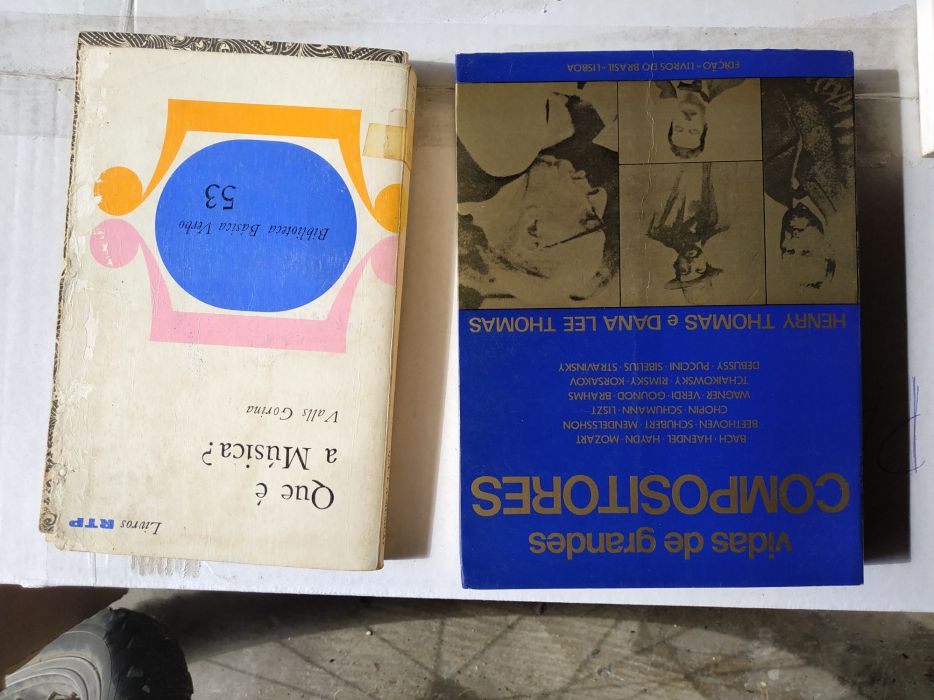 Livros RTP
Que é
a Música?
Valls Gorina
Biblioteca Básica Verbo
53
vidas de grandes
COMPOSITORES
BACH · HAENDEL · HAYDN · MOZART
BEETHOVEN · SCHUBERT · MENDELSSHON
CHOPIN · SCHUMANN · LISZT
WAGNER · VERDI · GOUNOD · BRAHMS
TCHAIKOWSKY · RIMSKY-KORSAKOV
DEBUSSY · PUCCINI · SIBELIUS · STRAVINSKY
HENRY THOMAS e DANA LEE THOMAS
EDIÇÃO - LIVROS DO BRASIL - LISBOA